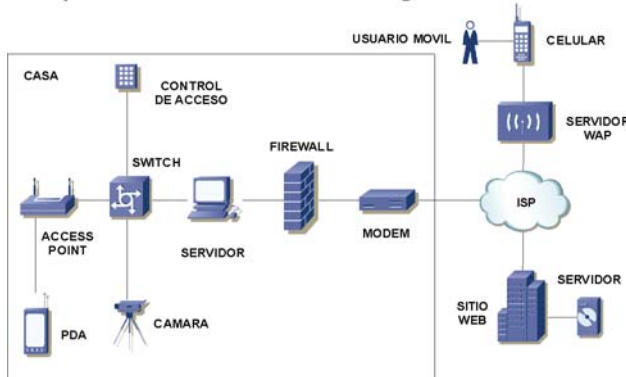 USUARIO MOVIL
CELULAR
CASA
CONTROL
DE ACCESO
SERVIDOR
WAP
FIREWALL
SWITCH
ISP
ACCESS
POINT
SERVIDOR
MODEM
SERVIDOR
SITIO
WEB
PDA
CAMARA